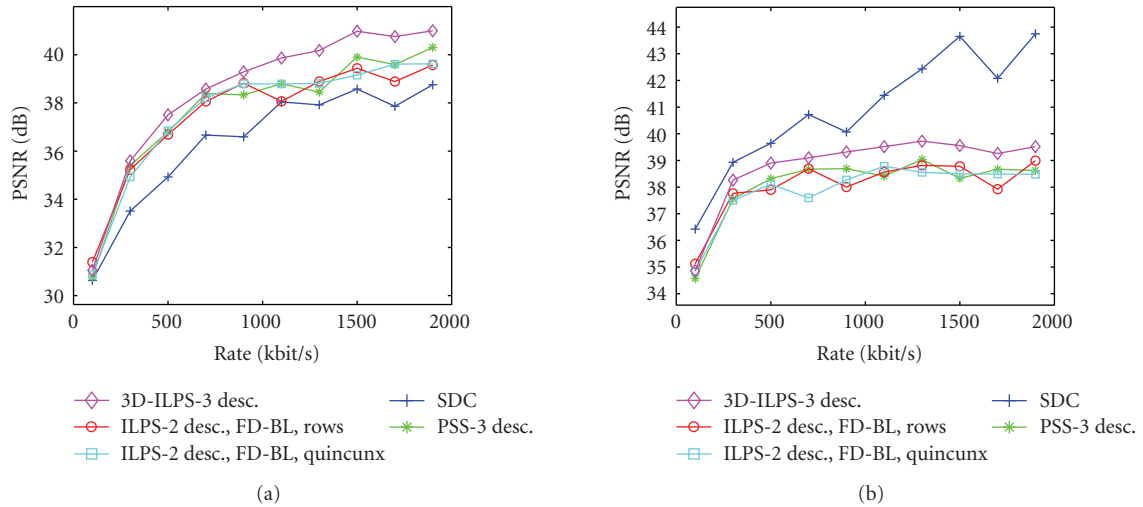 PSNR (dB)
40
38
36
34
32
30
0
500
1000
1500
2000
Rate (kbit/s)
3D-ILPS-3 desc.
ILPS-2 desc., FD-BL, rows
ILPS-2 desc., FD-BL, quincunx
SDC
PSS-3 desc.
(a)
PSNR (dB)
44
43
42
41
40
39
38
37
36
35
34
0
500
1000
1500
2000
Rate (kbit/s)
3D-ILPS-3 desc.
ILPS-2 desc., FD-BL, rows
ILPS-2 desc., FD-BL, quincunx
SDC
PSS-3 desc.
(b)